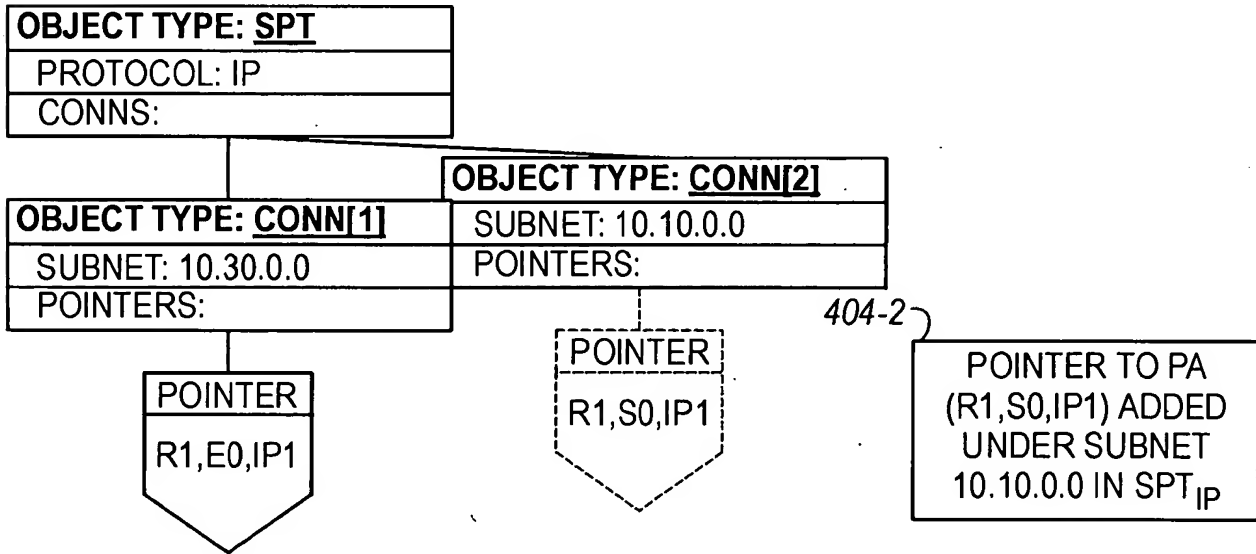 OBJECT TYPE: SPT
PROTOCOL: IP
CONNS:
OBJECT TYPE: CONN[2]
SUBNET: 10.10.0.0
POINTERS:
OBJECT TYPE: CONN[1]
SUBNET: 10.30.0.0
POINTERS:
POINTER
R1,E0,IP1
POINTER
R1,S0,IP1
404-2
POINTER TO PA
(R1,S0,IP1) ADDED
UNDER SUBNET
10.10.0.0 IN SPTIP